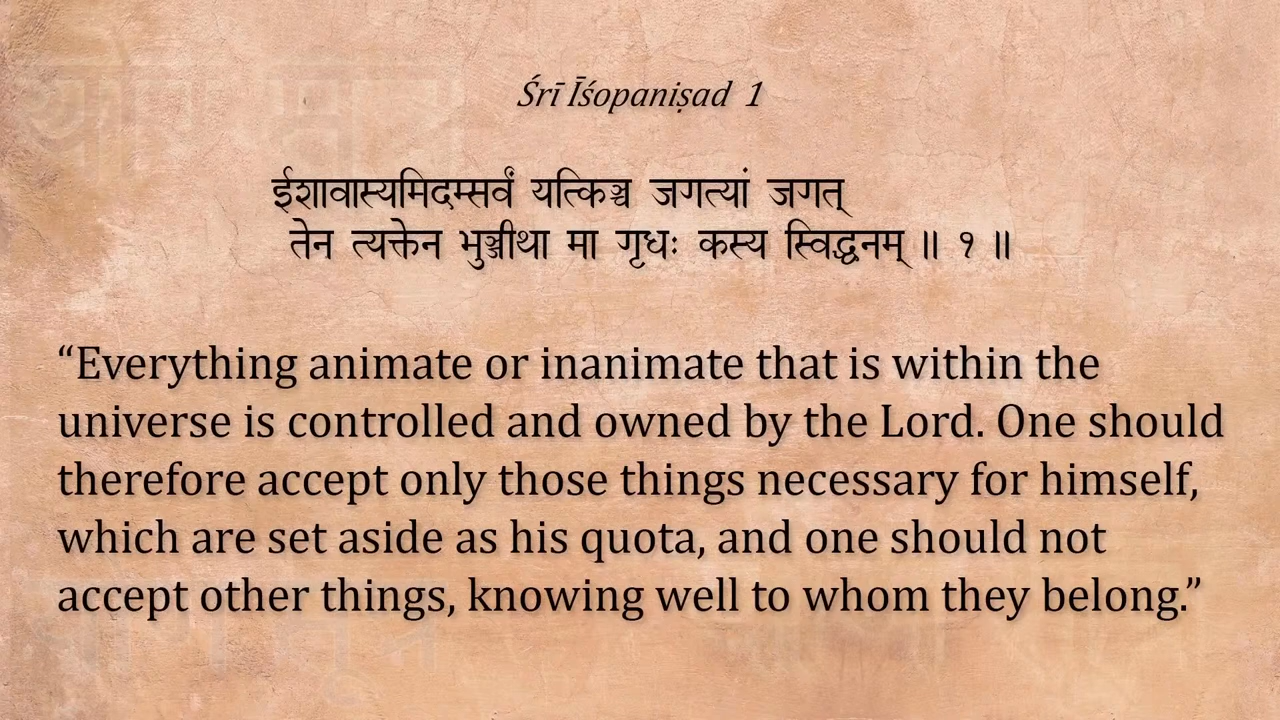 Śrī Īśopaniṣad 1
ईशावास्यमिदम्सर्वं यत्किञ्च जगत्यां जगत्
तेन त्यक्तेन भुञ्जीथा मा गृधः कस्य स्विद्धनम् ॥ १ ॥
“Everything animate or inanimate that is within the
universe is controlled and owned by the Lord. One should
therefore accept only those things necessary for himself,
which are set aside as his quota, and one should not
accept other things, knowing well to whom they belong.”